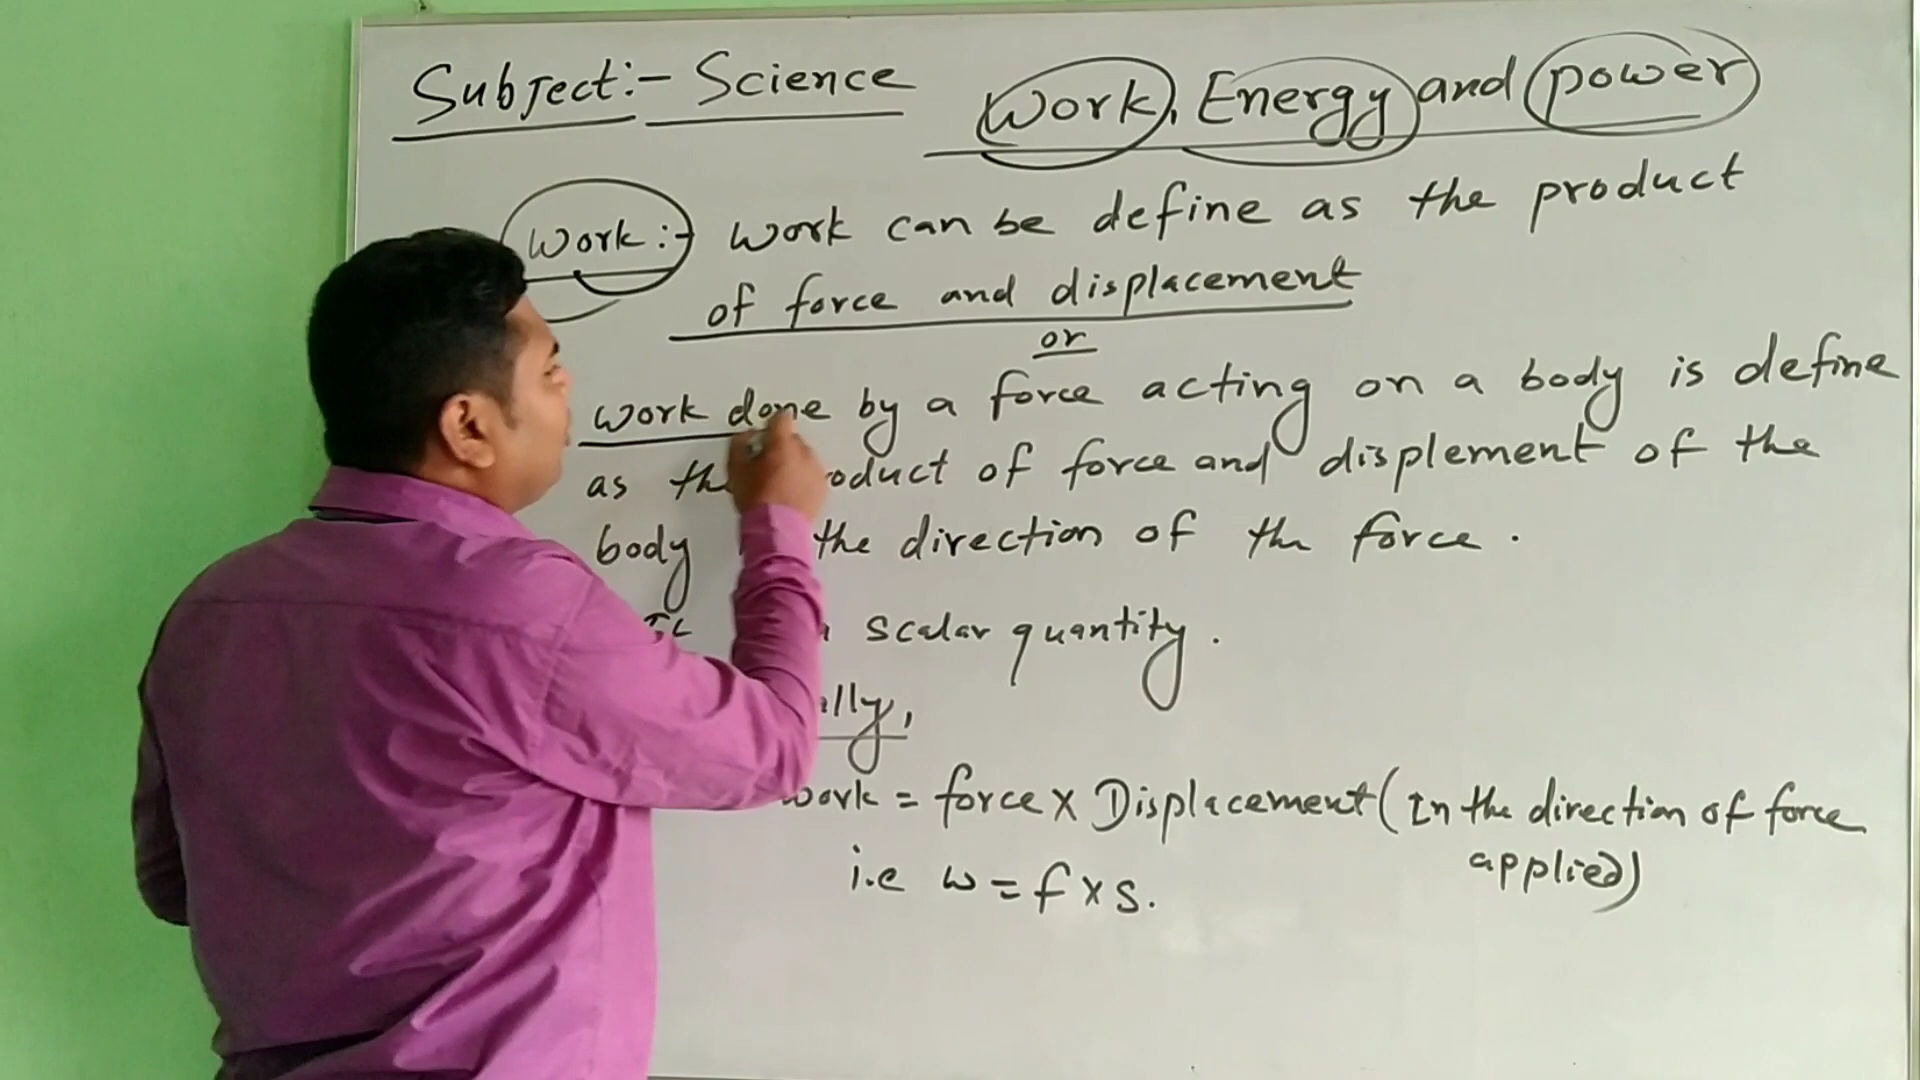 Subject:- Science
Work, Energy and power
Work:- work can be define as the product
of force and displacement
or
work done by a force acting on a body is define
as the product of force and displement of the
body the direction of the force.
a scalar quantity.
ally,
work = force x Displacement (In the direction of force
applied)
i.e w = f x s.